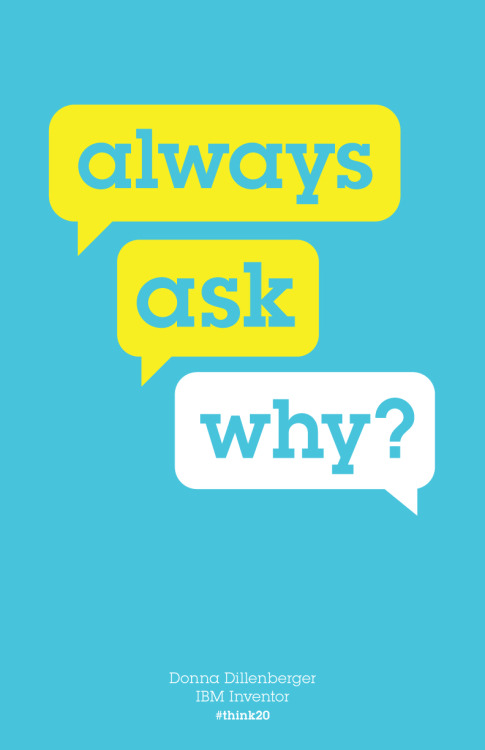 always
ask
why?
Donna Dillenberger
IBM Inventor
#think20